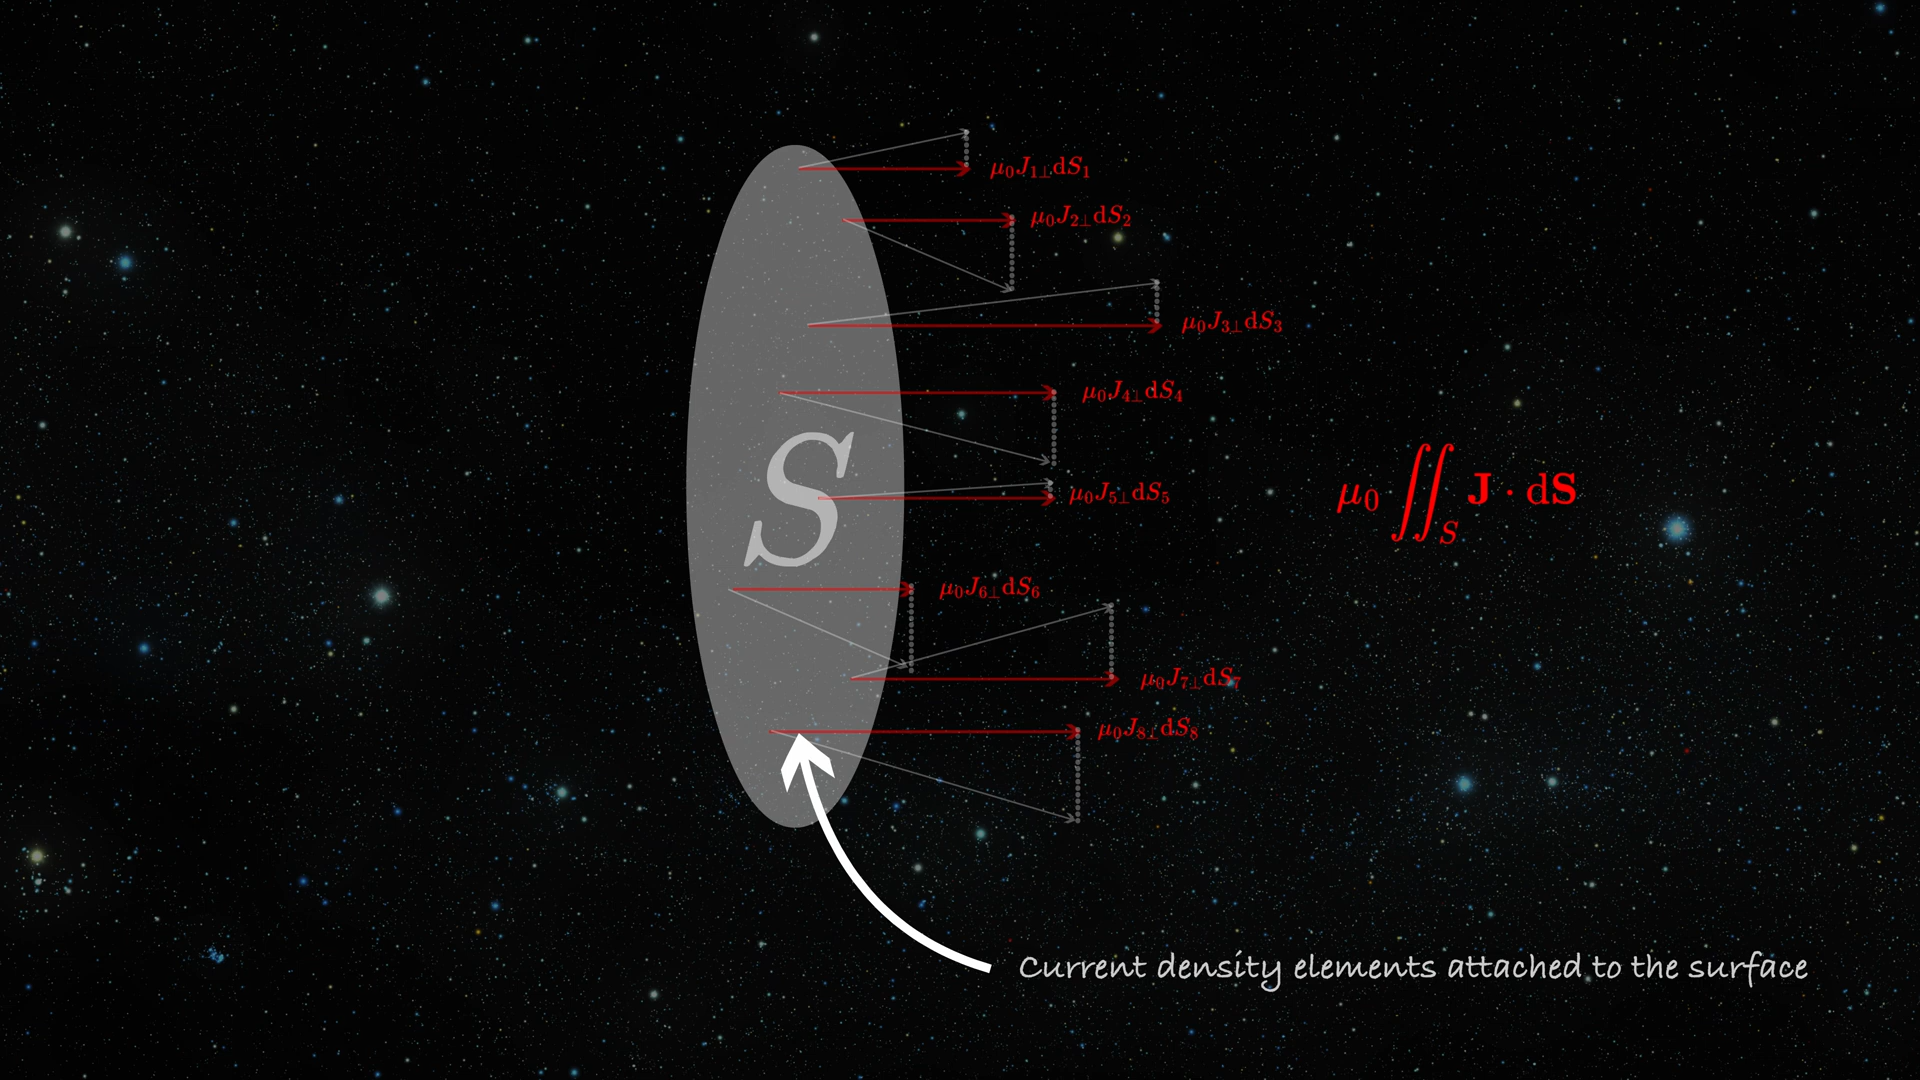 μ₀J₁⊥dS₁
μ₀J₂⊥dS₂
μ₀J₃⊥dS₃
μ₀J₄⊥dS₄
S
μ₀J₅⊥dS₅
μ₀ ∬_S J · dS
μ₀J₆⊥dS₆
μ₀J₇⊥dS₇
μ₀J₈⊥dS₈
Current density elements attached to the surface